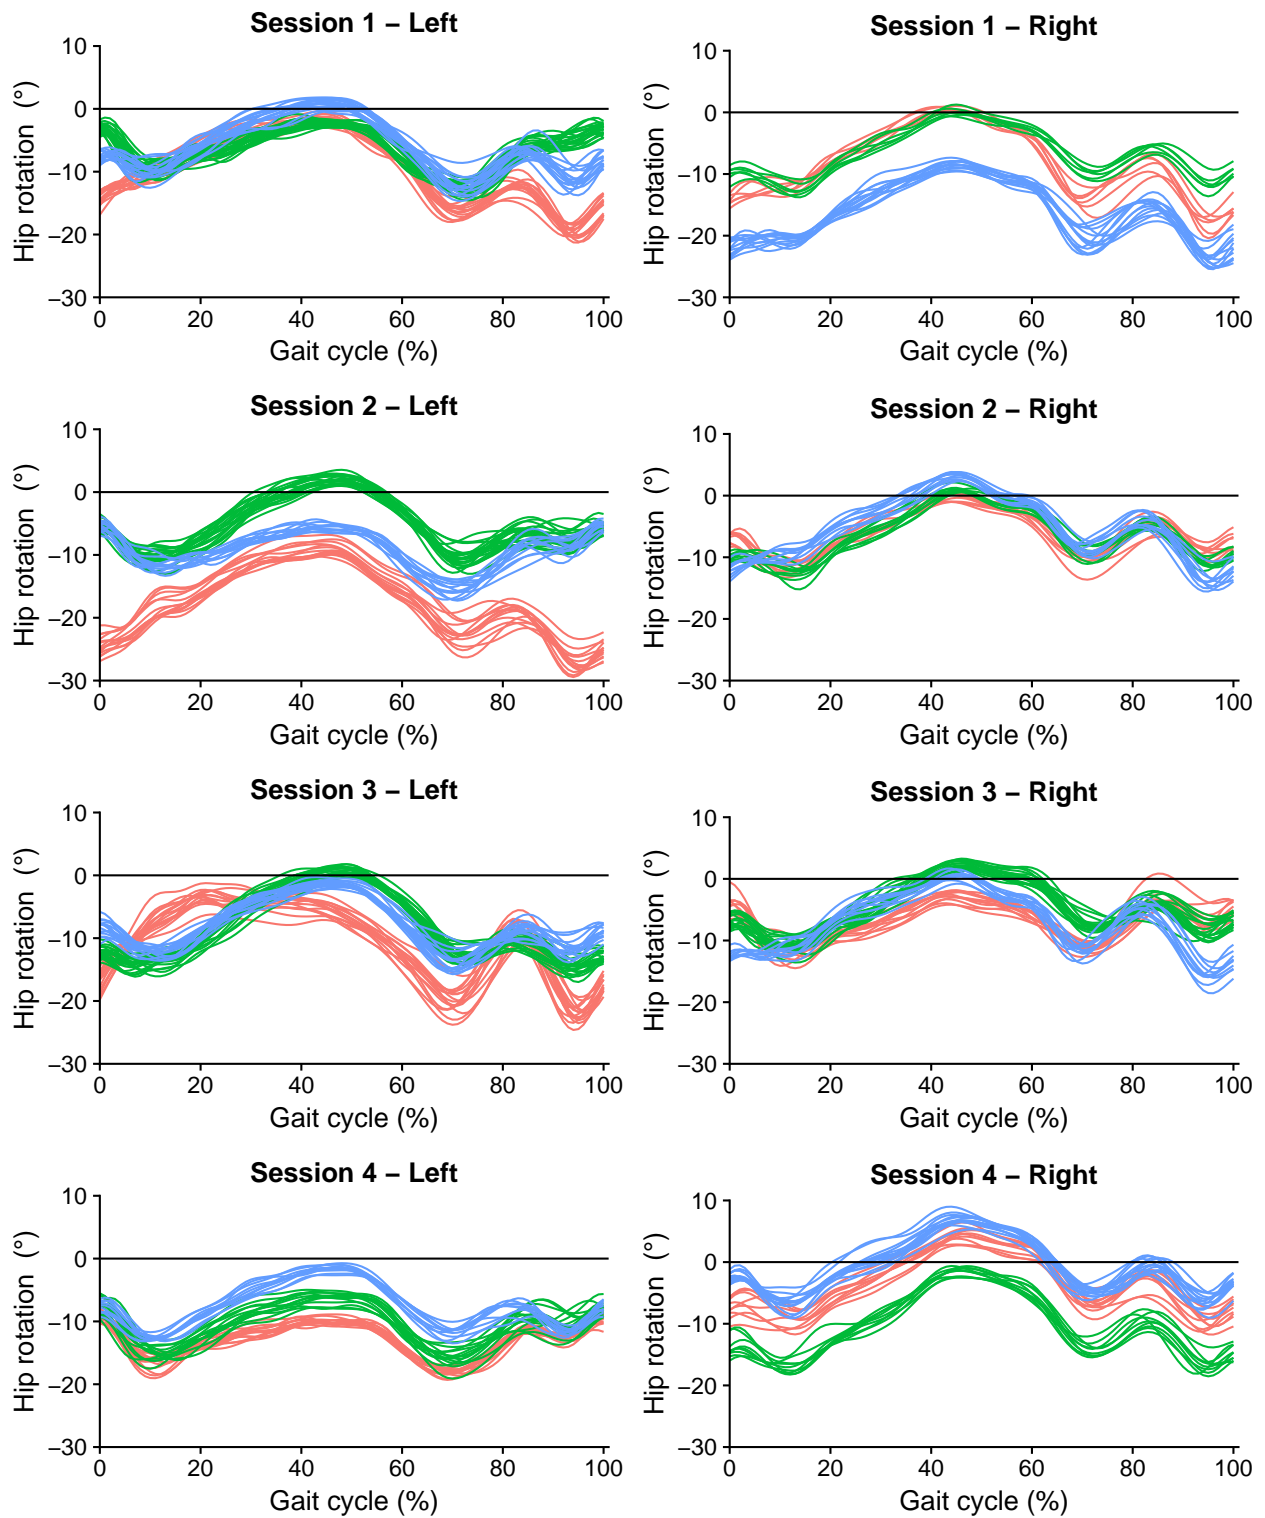 Session 1 – Left
Hip rotation (°)
10
0
−10
−20
−30
0 20 40 60 80 100
Gait cycle (%)
Session 1 – Right
Hip rotation (°)
10
0
−10
−20
−30
0 20 40 60 80 100
Gait cycle (%)
Session 2 – Left
Hip rotation (°)
10
0
−10
−20
−30
0 20 40 60 80 100
Gait cycle (%)
Session 2 – Right
Hip rotation (°)
10
0
−10
−20
−30
0 20 40 60 80 100
Gait cycle (%)
Session 3 – Left
Hip rotation (°)
10
0
−10
−20
−30
0 20 40 60 80 100
Gait cycle (%)
Session 3 – Right
Hip rotation (°)
10
0
−10
−20
−30
0 20 40 60 80 100
Gait cycle (%)
Session 4 – Left
Hip rotation (°)
10
0
−10
−20
−30
0 20 40 60 80 100
Gait cycle (%)
Session 4 – Right
Hip rotation (°)
10
0
−10
−20
−30
0 20 40 60 80 100
Gait cycle (%)